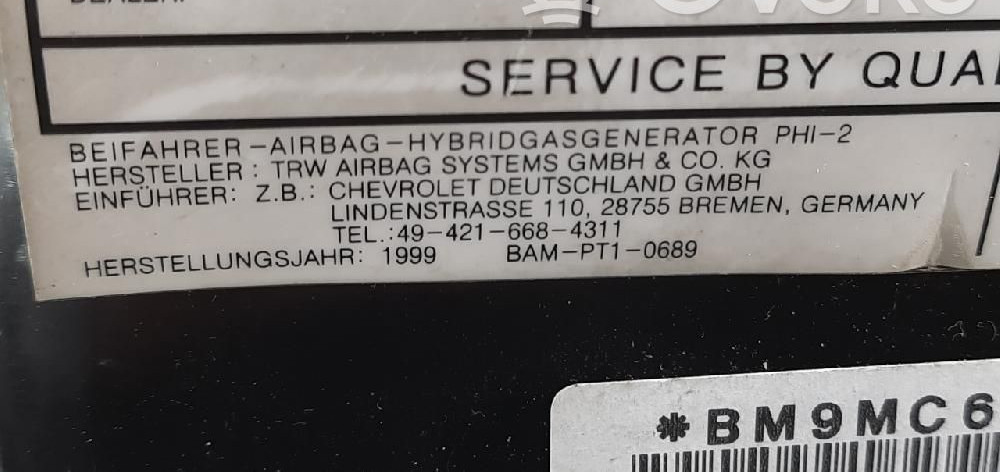 SERVICE BY
BEIFAHRER-AIRBAG-HYBRIDGASGENERATOR PHI-2
HERSTELLER: TRW AIRBAG SYSTEMS GMBH & CO. KG
EINFÜHRER: Z.B.: CHEVROLET DEUTSCHLAND GMBH
LINDENSTRASSE 110, 28755 BREMEN, GERMANY
TEL.:49-421-668-4311
HERSTELLUNGSJAHR: 1999 BAM-PT1-0689
*BM9MC6